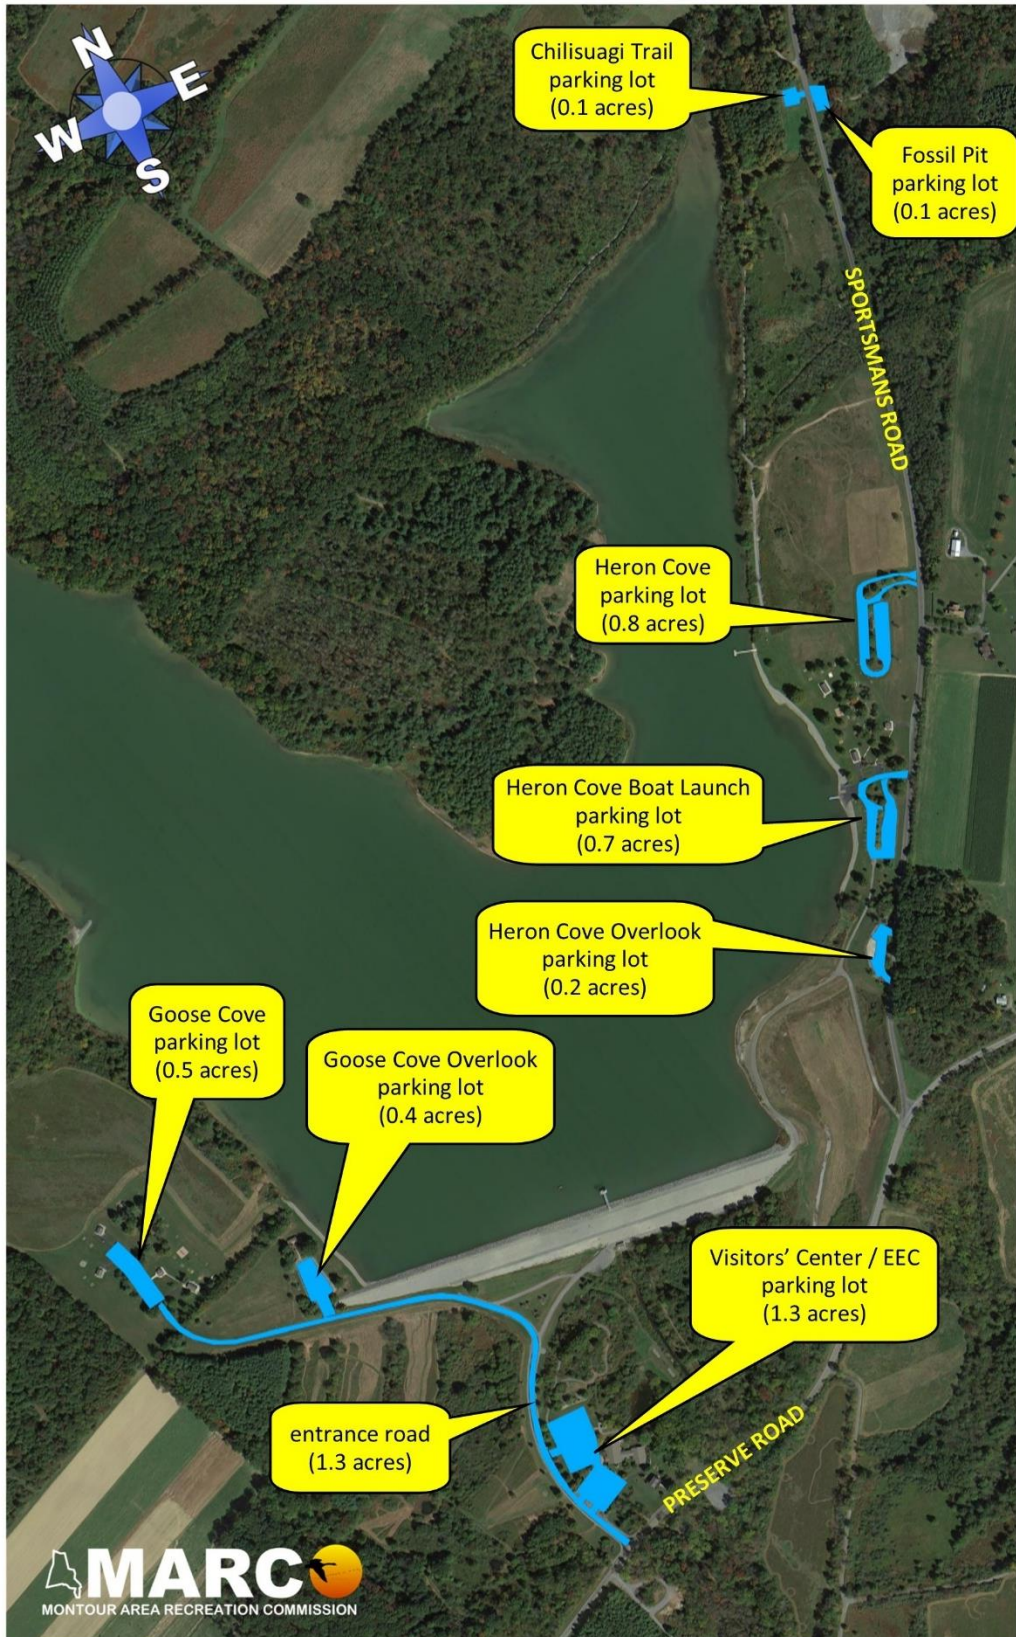 N
E
W
S
Chilisuagi Trail
parking lot
(0.1 acres)
Fossil Pit
parking lot
(0.1 acres)
SPORTSMANS ROAD
Heron Cove
parking lot
(0.8 acres)
Heron Cove Boat Launch
parking lot
(0.7 acres)
Heron Cove Overlook
parking lot
(0.2 acres)
Goose Cove
parking lot
(0.5 acres)
Goose Cove Overlook
parking lot
(0.4 acres)
Visitors’ Center / EEC
parking lot
(1.3 acres)
entrance road
(1.3 acres)
PRESERVE ROAD
MARC
MONTOUR AREA RECREATION COMMISSION